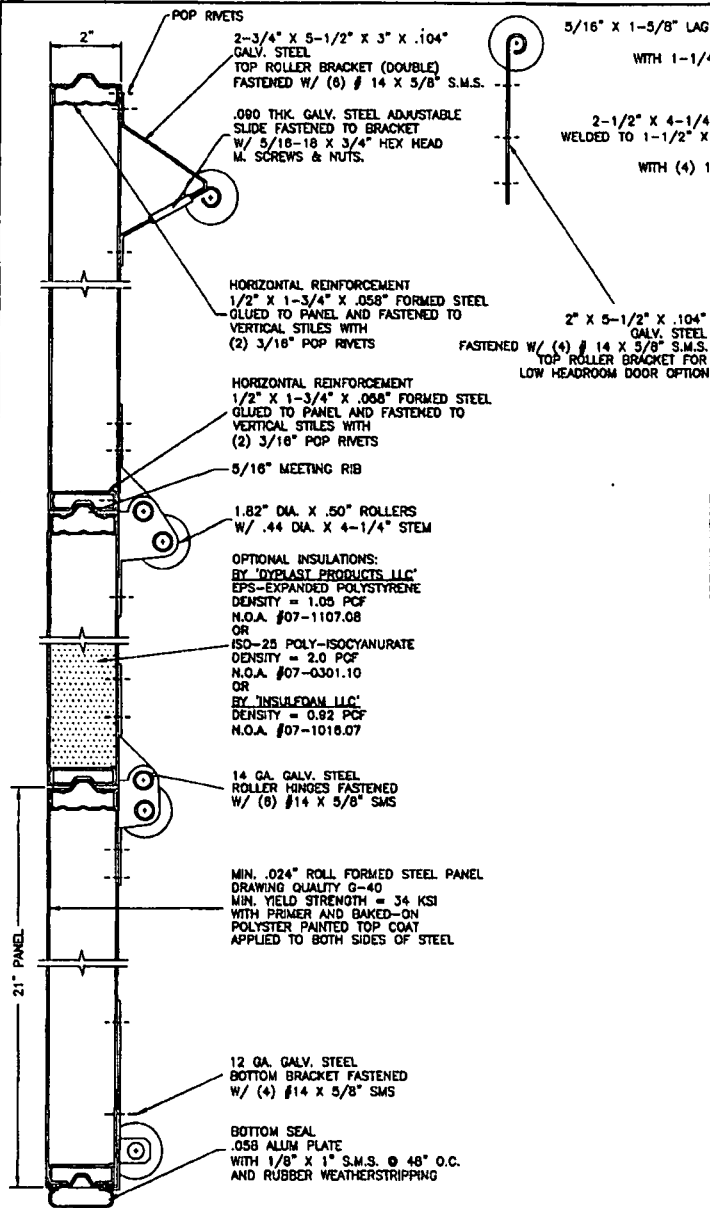 POP RIVETS
2"
2-3/4" X 5-1/2" X 3" X .104"
GALV. STEEL
TOP ROLLER BRACKET (DOUBLE)
FASTENED W/ (6) # 14 X 5/8" S.M.S.
.090 THK. GALV. STEEL ADJUSTABLE
SLIDE FASTENED TO BRACKET
W/ 5/16-18 X 3/4" HEX HEAD
M. SCREWS & NUTS.
5/16" X 1-5/8" LAG
WITH 1-1/4
2-1/2" X 4-1/4
WELDED TO 1-1/2" X
WITH (4) 1
HORIZONTAL REINFORCEMENT
1/2" X 1-3/4" X .058" FORMED STEEL
GLUED TO PANEL AND FASTENED TO
VERTICAL STILES WITH
(2) 3/16" POP RIVETS
2" X 5-1/2" X .104"
GALV. STEEL
FASTENED W/ (4) # 14 X 5/8" S.M.S.
TOP ROLLER BRACKET FOR
LOW HEADROOM DOOR OPTION
HORIZONTAL REINFORCEMENT
1/2" X 1-3/4" X .058" FORMED STEEL
GLUED TO PANEL AND FASTENED TO
VERTICAL STILES WITH
(2) 3/16" POP RIVETS
5/16" MEETING RIB
1.82" DIA. X .50" ROLLERS
W/ .44 DIA. X 4-1/4" STEM
OPTIONAL INSULATIONS:
BY 'DYPLAST PRODUCTS LLC'
EPS-EXPANDED POLYSTYRENE
DENSITY = 1.05 PCF
N.O.A. #07-1107.08
OR
ISO-25 POLY-ISOCYANURATE
DENSITY = 2.0 PCF
N.O.A. #07-0301.10
OR
BY 'INSULFOAM LLC'
DENSITY = 0.92 PCF
N.O.A. #07-1016.07
14 GA. GALV. STEEL
ROLLER HINGES FASTENED
W/ (6) #14 X 5/8" SMS
MIN. .024" ROLL FORMED STEEL PANEL
DRAWING QUALITY G-40
MIN. YIELD STRENGTH = 34 KSI
WITH PRIMER AND BAKED-ON
POLYSTER PAINTED TOP COAT
APPLIED TO BOTH SIDES OF STEEL
21" PANEL
12 GA. GALV. STEEL
BOTTOM BRACKET FASTENED
W/ (4) #14 X 5/8" SMS
BOTTOM SEAL
.058 ALUM PLATE
WITH 1/8" X 1" S.M.S. @ 48" O.C.
AND RUBBER WEATHERSTRIPPING